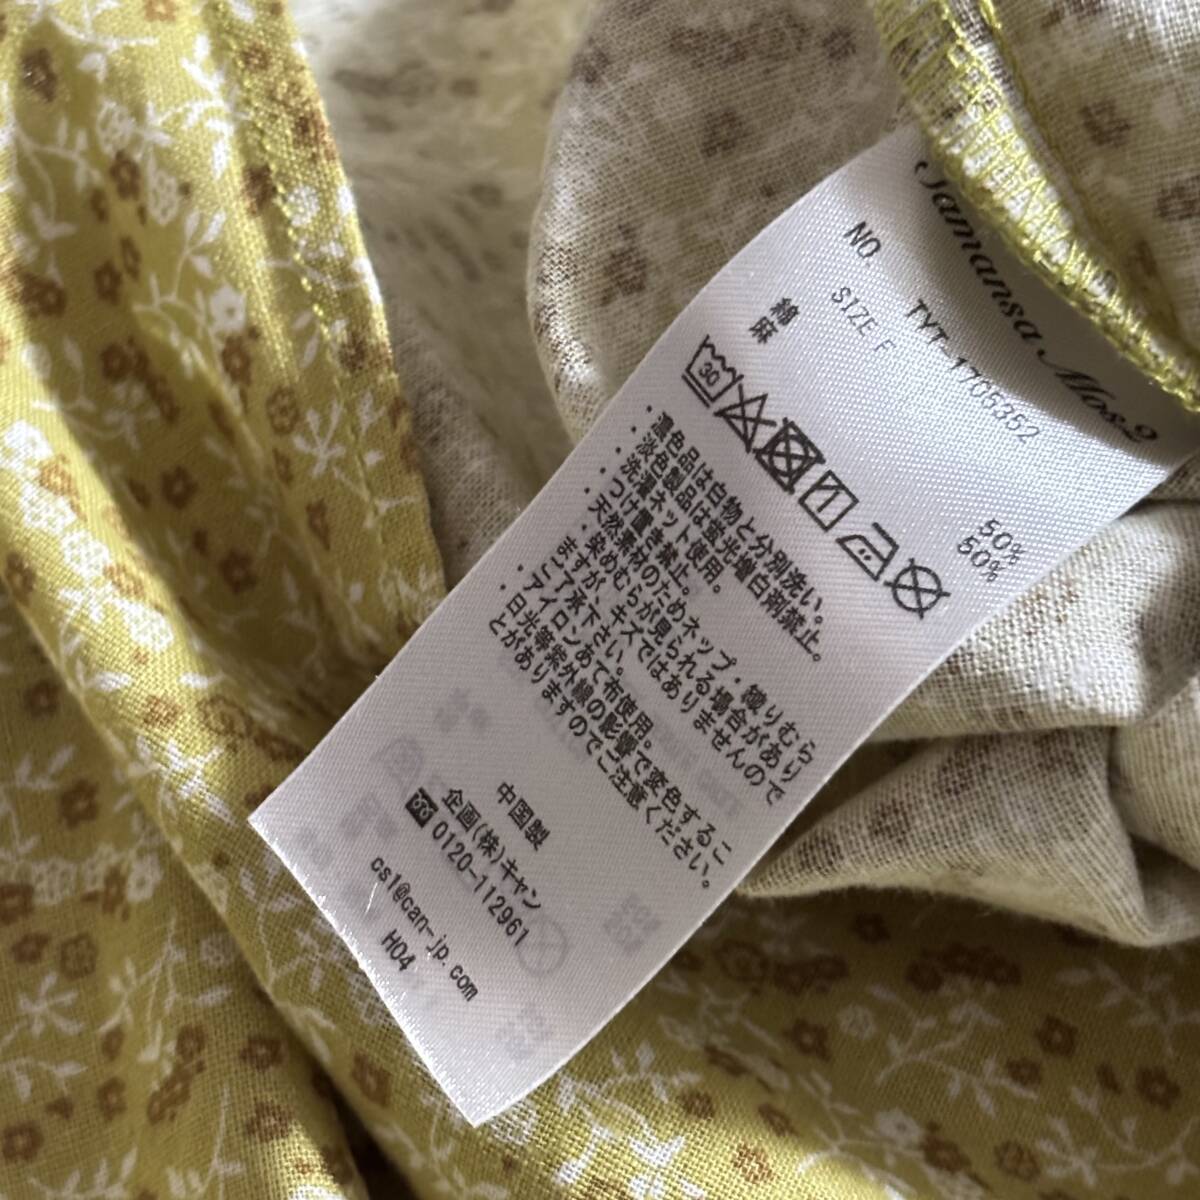 Samansa Mos2
NO. TYT-1705352
SIZE F
綿 50%
麻 50%
30
・濃色品は白物と分別洗い。
・淡色製品は蛍光増白剤禁止。
・洗濯ネット使用。
・つけ置き禁止。
・天然素材のためネップ・織りむら
・染めむらが見られる場合があり
ますが、キズではありませんので
ご了承下さい。
・アイロンあて布使用。
・日光等紫外線の影響で変色するこ
とがありますのでご注意ください。
中国製
企画(株)キャン
0120-112961
cs1@can-jp.com
H04